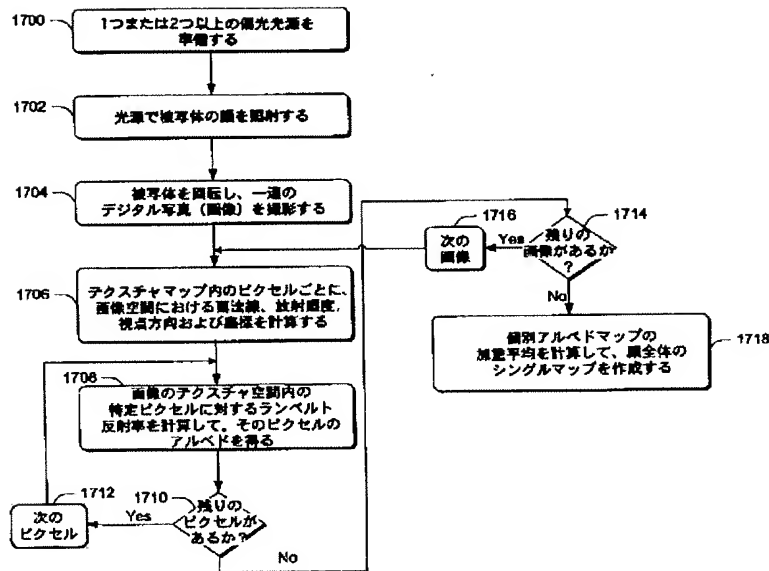 1700
1つまたは2つ以上の偏光光源を
準備する
1702
光源で被写体の顔を照射する
1704
被写体を回転し、一連の
デジタル写真（画像）を撮影する
1706
テクスチャマップ内のピクセルごとに、
画像空間における面法線、放射照度、
視点方向および座標を計算する
1708
画像のテクスチャ空間内の
特定ピクセルに対するランベルト
反射率を計算して、そのピクセルの
アルベドを得る
1710
残りの
ピクセルが
あるか？
Yes
1712
次の
ピクセル
No
1714
残りの
画像があるか
？
Yes
1716
次の
画像
No
1718
個別アルベドマップの
加重平均を計算して、顔全体の
シングルマップを作成する